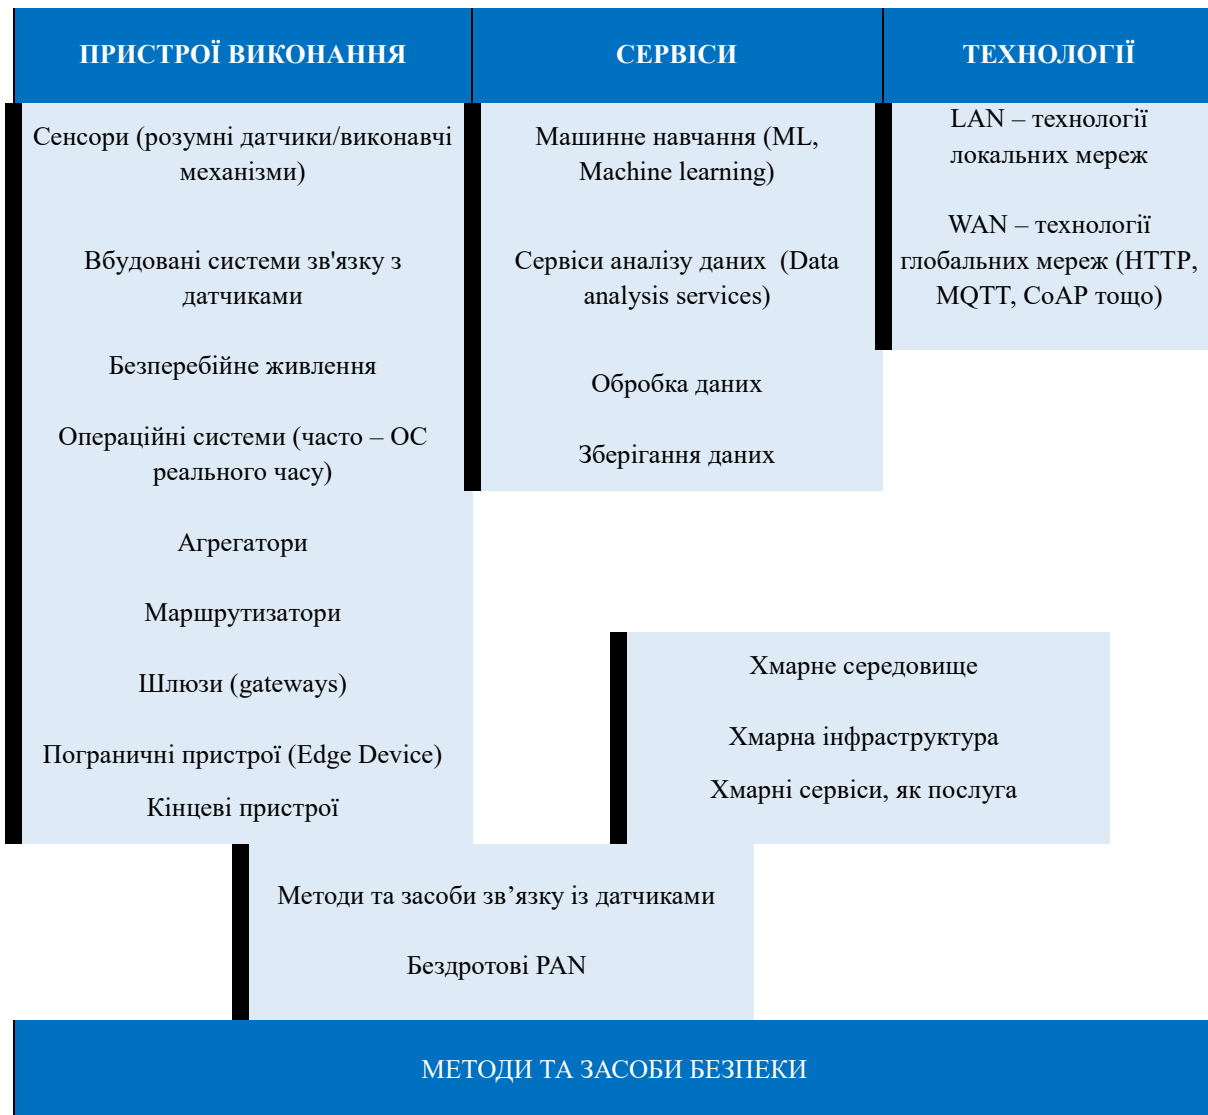 ПРИСТРОЇ ВИКОНАННЯ
СЕРВІСИ
ТЕХНОЛОГІЇ
Сенсори (розумні датчики/виконавчі
механізми)
Вбудовані системи зв'язку з
датчиками
Безперебійне живлення
Операційні системи (часто – ОС
реального часу)
Агрегатори
Маршрутизатори
Шлюзи (gateways)
Пограничні пристрої (Edge Device)
Кінцеві пристрої
Машинне навчання (ML,
Machine learning)
Сервіси аналізу даних (Data
analysis services)
Обробка даних
Зберігання даних
LAN – технології
локальних мереж
WAN – технології
глобальних мереж (HTTP,
MQTT, CoAP тощо)
Хмарне середовище
Хмарна інфраструктура
Хмарні сервіси, як послуга
Методи та засоби зв’язку із датчиками
Бездротові PAN
МЕТОДИ ТА ЗАСОБИ БЕЗПЕКИ